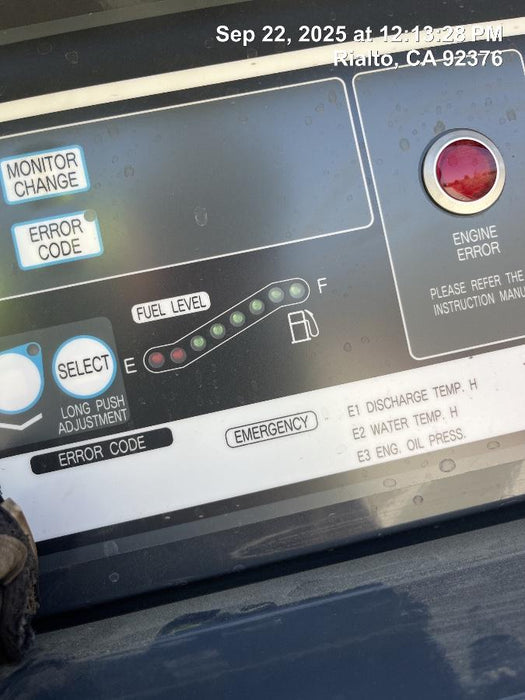 Sep 22, 2025 at 12:13:28 PM
Rialto, CA 92376
MONITOR
CHANGE
ERROR
CODE
ENGINE
ERROR
PLEASE REFER THE
INSTRUCTION
FUEL LEVEL
E
F
SELECT
LONG PUSH
ADJUSTMENT
ERROR CODE
EMERGENCY
E1 DISCHARGE TEMP. H
E2 WATER TEMP. H
E3 ENG. OIL PRESS.